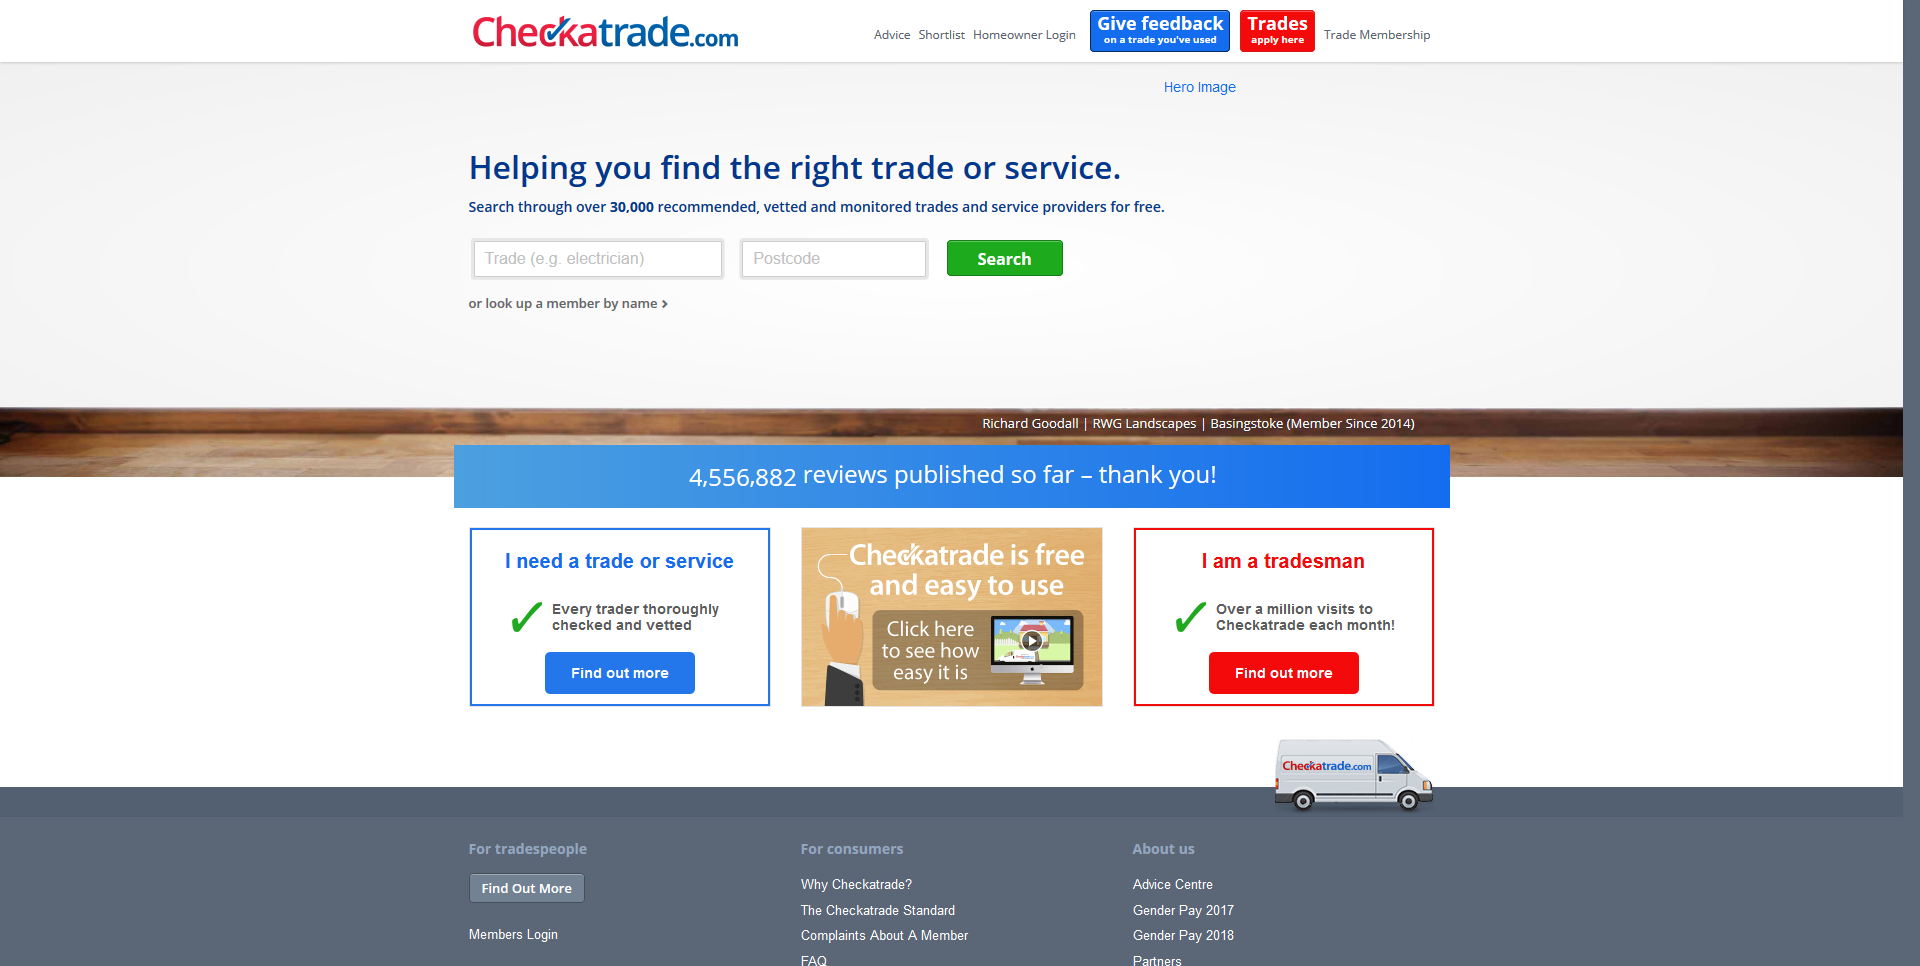 Checkatrade.com
Advice Shortlist Homeowner Login
Give feedback
on a trade you've used
Trades
apply here
Trade Membership
Hero Image
Helping you find the right trade or service.
Search through over 30,000 recommended, vetted and monitored trades and service providers for free.
Trade (e.g. electrician)
Postcode
Search
or look up a member by name
Richard Goodall | RWG Landscapes | Basingstoke (Member Since 2014)
4,556,882 reviews published so far – thank you!
I need a trade or service
Every trader thoroughly
checked and vetted
Find out more
Checkatrade is free
and easy to use
Click here
to see how
easy it is
I am a tradesman
Over a million visits to
Checkatrade each month!
Find out more
Checkatrade.com
For tradespeople
Find Out More
Members Login
For consumers
Why Checkatrade?
The Checkatrade Standard
Complaints About A Member
FAQ
About us
Advice Centre
Gender Pay 2017
Gender Pay 2018
Partners